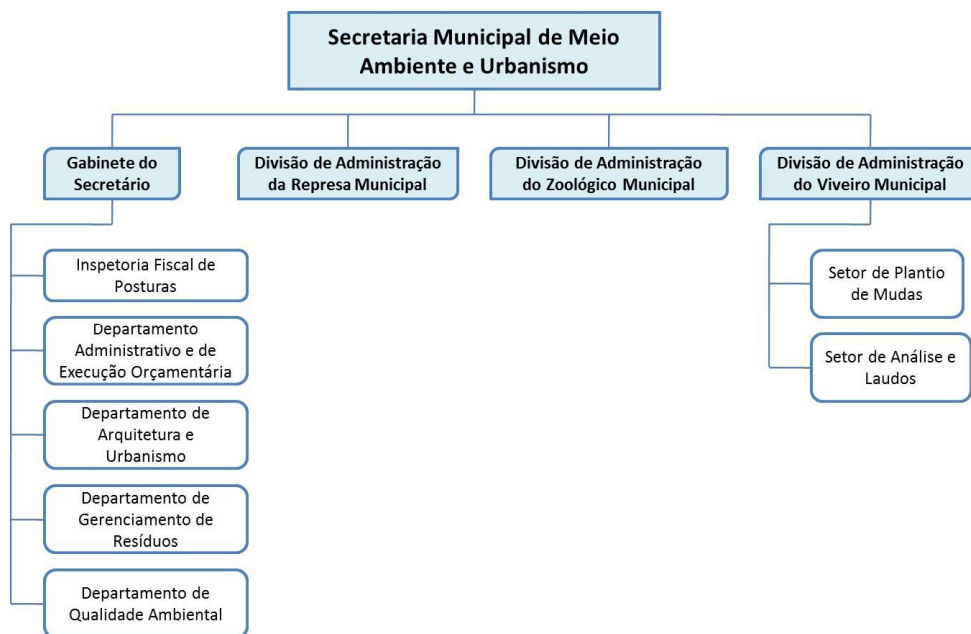 Secretaria Municipal de Meio
Ambiente e Urbanismo
Gabinete do
Secretário
Divisão de Administração
da Represa Municipal
Divisão de Administração
do Zoológico Municipal
Divisão de Administração
do Viveiro Municipal
Inspetoria Fiscal de
Posturas
Departamento
Administrativo e de
Execução Orçamentária
Departamento de
Arquitetura e
Urbanismo
Departamento de
Gerenciamento de
Resíduos
Departamento de
Qualidade Ambiental
Setor de Plantio
de Mudas
Setor de Análise e
Laudos